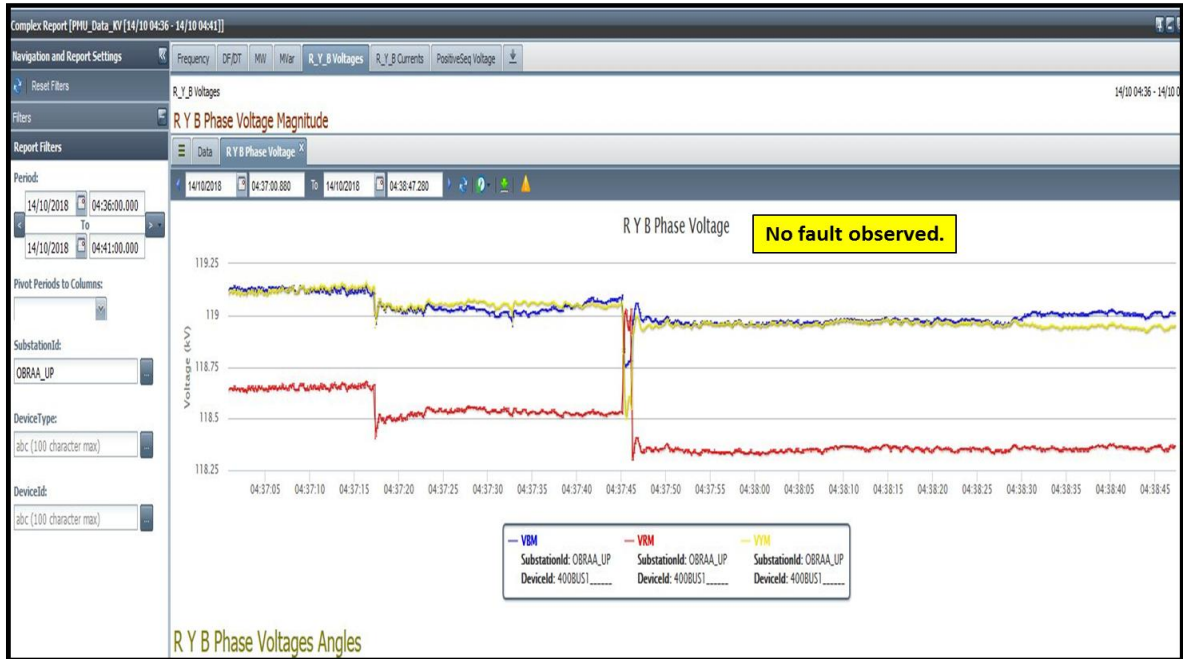 Complex Report [PMU_Data_KV [14/10 04:36 - 14/10 04:41]]
Navigation and Report Settings
Frequency DF/DT MW MVar R_Y_B Voltages R_Y_B Currents PositiveSeq Voltage
Reset Filters
R_Y_B Voltages 14/10 04:36 - 14/10 0
Filters
R Y B Phase Voltage Magnitude
Report Filters
Data R Y B Phase Voltage x
Period:
14/10/2018 04:36:00.000
To
14/10/2018 04:41:00.000
14/10/2018 04:37:00.880 To 14/10/2018 04:38:47.280
R Y B Phase Voltage
No fault observed.
Pivot Periods to Columns:
SubstationId:
OBRAA_UP
DeviceType:
abc (100 character max)
DeviceId:
abc (100 character max)
Voltage (kV)
119.25
119
118.75
118.5
118.25
04:37:05 04:37:10 04:37:15 04:37:20 04:37:25 04:37:30 04:37:35 04:37:40 04:37:45 04:37:50 04:37:55 04:38:00 04:38:05 04:38:10 04:38:15 04:38:20 04:38:25 04:38:30 04:38:35 04:38:40 04:38:45
VBM VRM VYM
SubstationId: OBRAA_UP SubstationId: OBRAA_UP SubstationId: OBRAA_UP
DeviceId: 400BUS1______ DeviceId: 400BUS1______ DeviceId: 400BUS1______
R Y B Phase Voltages Angles